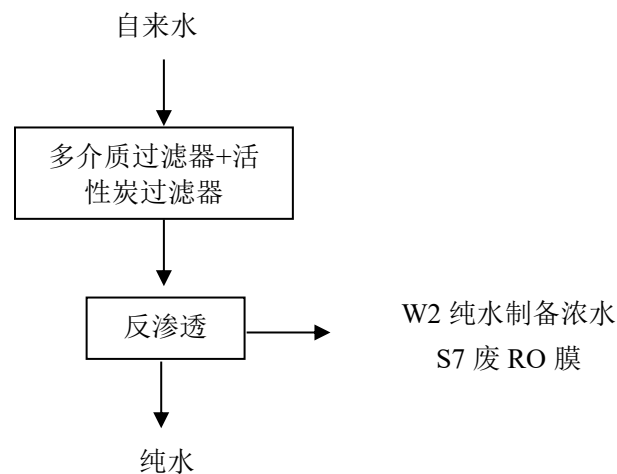 自来水
多介质过滤器+活
性炭过滤器
反渗透
W2 纯水制备浓水
S7 废 RO 膜
纯水